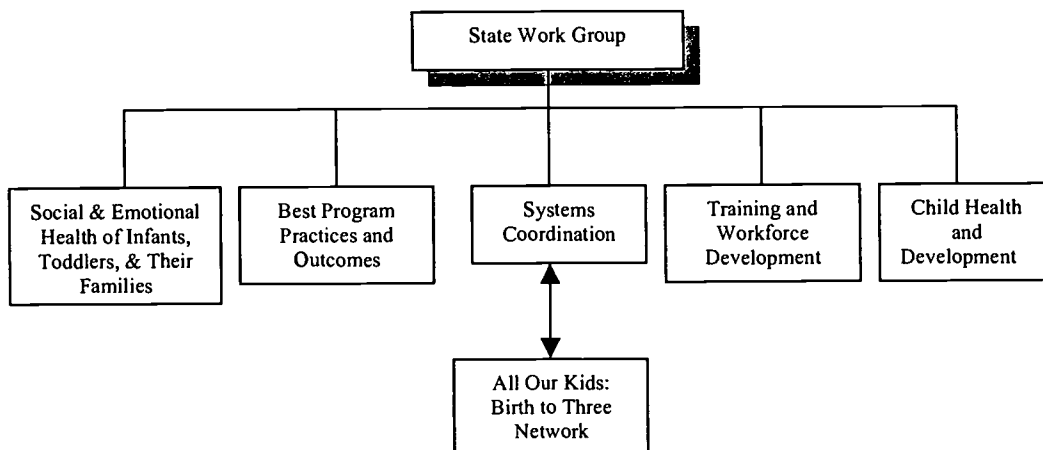 State Work Group
Social & Emotional
Health of Infants,
Toddlers, & Their
Families
Best Program
Practices and
Outcomes
Systems
Coordination
Training and
Workforce
Development
Child Health
and
Development
All Our Kids:
Birth to Three
Network